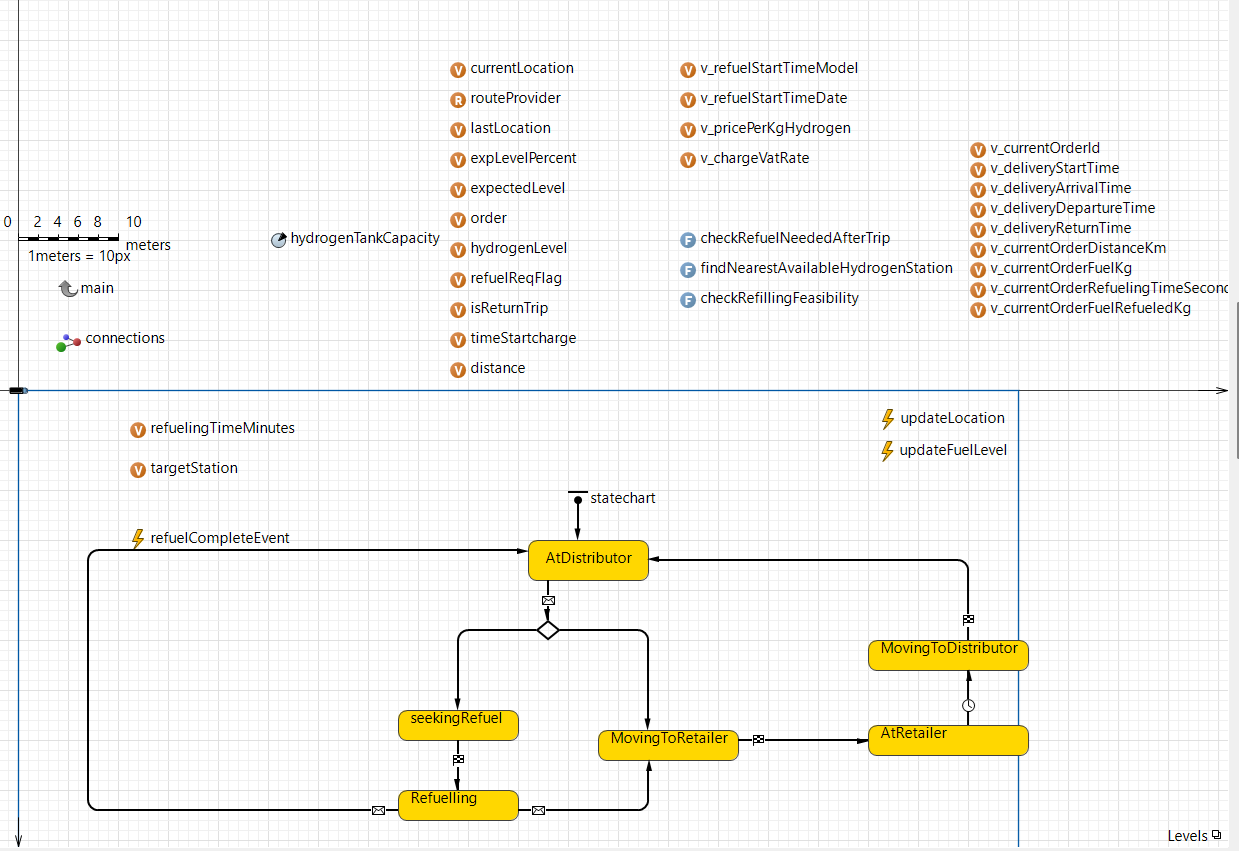 currentLocation
routeProvider
lastLocation
expLevelPercent
expectedLevel
order
hydrogenLevel
refuelReqFlag
isReturnTrip
timeStartcharge
distance
v_refuelStartTimeModel
v_refuelStartTimeDate
v_pricePerKgHydrogen
v_chargeVatRate
checkRefuelNeededAfterTrip
findNearestAvailableHydrogenStation
checkRefillingFeasibility
v_currentOrderId
v_deliveryStartTime
v_deliveryArrivalTime
v_deliveryDepartureTime
v_deliveryReturnTime
v_currentOrderDistanceKm
v_currentOrderFuelKg
v_currentOrderRefuelingTimeSecon
v_currentOrderFuelRefueledKg
0 2 4 6 8 10
meters
1meters = 10px
hydrogenTankCapacity
main
connections
refuelingTimeMinutes
targetStation
refuelCompleteEvent
updateLocation
updateFuelLevel
statechart
AtDistributor
MovingToDistributor
seekingRefuel
MovingToRetailer
AtRetailer
Refuelling
Levels